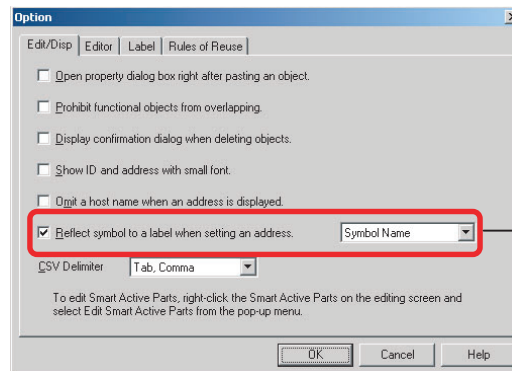 Option
Edit/Disp Editor Label Rules of Reuse
Open property dialog box right after pasting an object.
Prohibit functional objects from overlapping.
Display confirmation dialog when deleting objects.
Show ID and address with small font.
Omit a host name when an address is displayed.
Reflect symbol to a label when setting an address. Symbol Name
CSV Delimiter Tab, Comma
To edit Smart Active Parts, right-click the Smart Active Parts on the editing screen and
select Edit Smart Active Parts from the pop-up menu.
OK Cancel Help